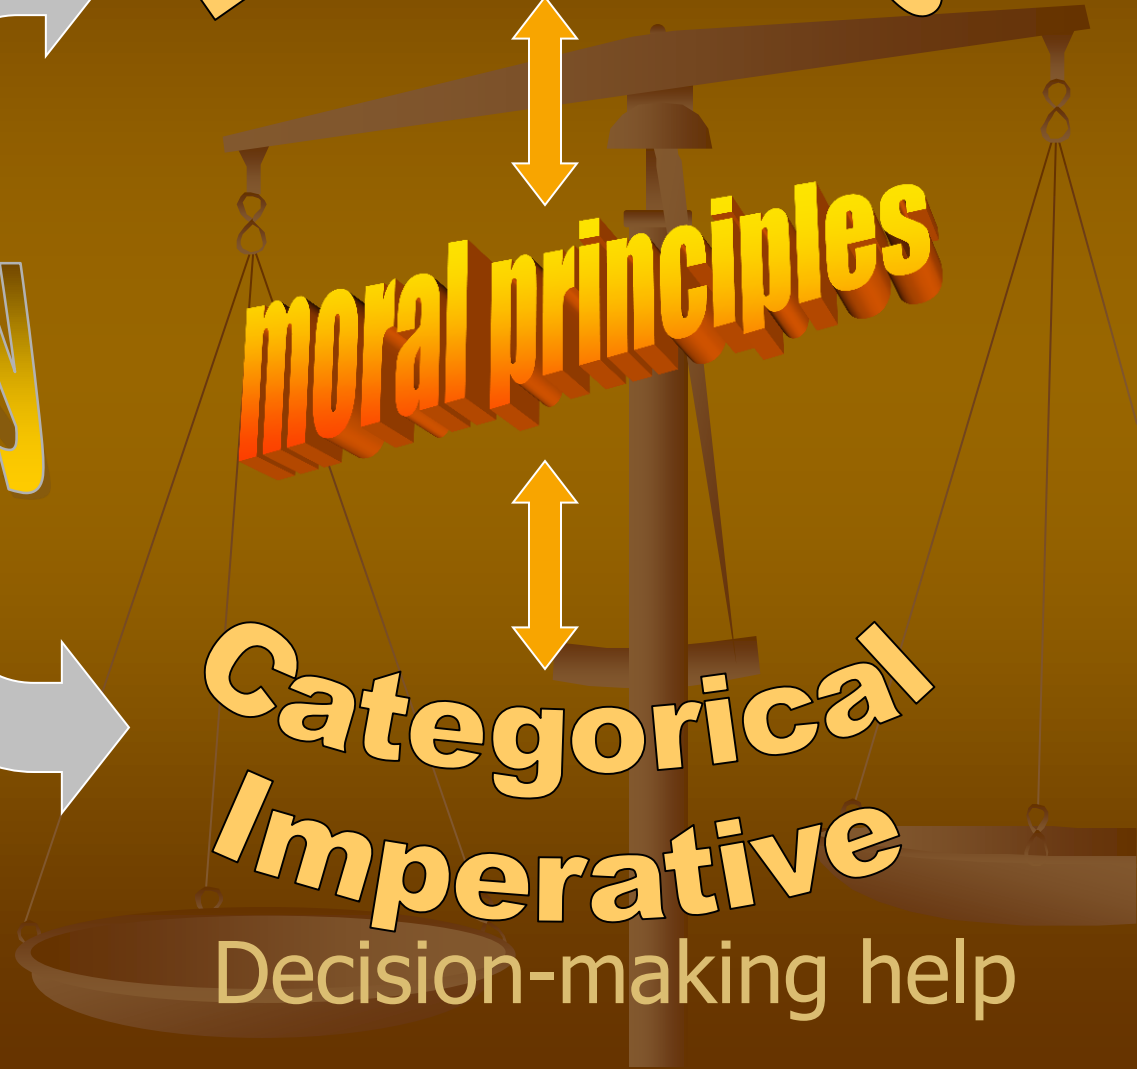 moral principles
Categorical
Imperative
Decision-making help